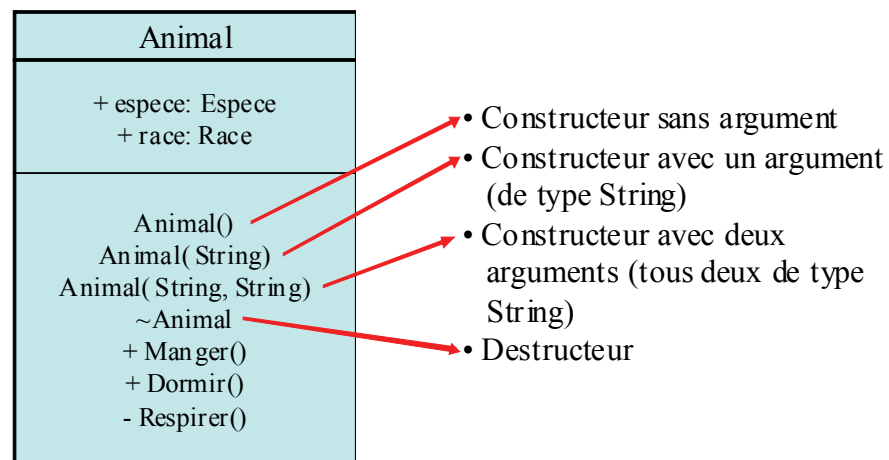 Animal
+ espece: Espece
+ race: Race
Animal()
Animal(String)
Animal(String, String)
~Animal
+ Manger()
+ Dormir()
- Respirer()
• Constructeur sans argument
• Constructeur avec un argument
(de type String)
• Constructeur avec deux
arguments (tous deux de type
String)
• Destructeur